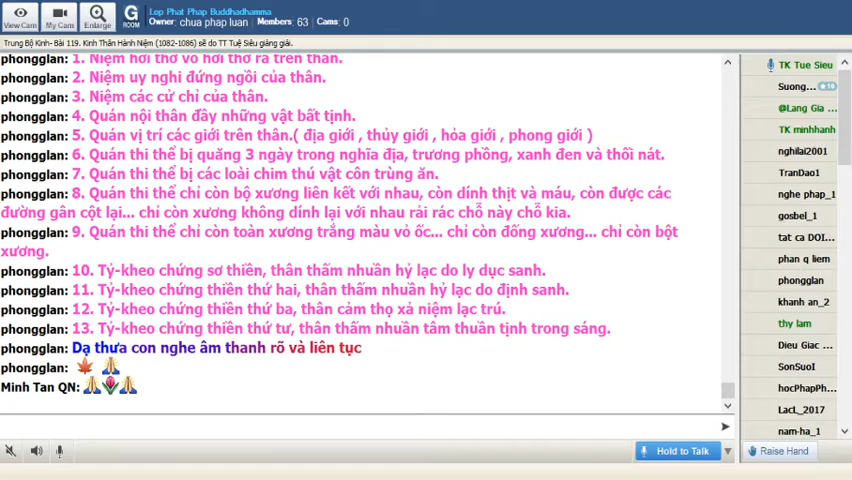 Lop Phat Phap Buddhadhamma
Owner: chua phap luan Members: 63 Cams: 0
View Cam
My Cam
Enlarge
G
ROOM
Trung Bộ Kinh- Bài 119. Kinh Thân Hành Niệm (1082-1086) sẽ do TT Tuệ Siêu giảng giải.
phongglan: 1. Niệm hơi thở vô hơi thở ra trên thân.
phongglan: 2. Niệm uy nghi đứng ngồi của thân.
phongglan: 3. Niệm các cử chỉ của thân.
phongglan: 4. Quán nội thân đầy những vật bất tịnh.
phongglan: 5. Quán vị trí các giới trên thân.( địa giới , thủy giới , hỏa giới , phong giới )
phongglan: 6. Quán thi thể bị quăng 3 ngày trong nghĩa địa, trương phồng, xanh đen và thối nát.
phongglan: 7. Quán thi thể bị các loài chim thú vật côn trùng ăn.
phongglan: 8. Quán thi thể chỉ còn bộ xương liên kết với nhau, còn dính thịt và máu, còn được các
đường gân cột lại... chỉ còn xương không dính lại với nhau rải rác chỗ này chỗ kia.
phongglan: 9. Quán thi thể chỉ còn toàn xương trắng màu vỏ ốc... chỉ còn đống xương... chỉ còn bột
xương.
phongglan: 10. Tỷ-kheo chứng sơ thiền, thân thấm nhuần hỷ lạc do ly dục sanh.
phongglan: 11. Tỷ-kheo chứng thiền thứ hai, thân thấm nhuần hỷ lạc do định sanh.
phongglan: 12. Tỷ-kheo chứng thiền thứ ba, thân cảm thọ xả niệm lạc trú.
phongglan: 13. Tỷ-kheo chứng thiền thứ tư, thân thấm nhuần tâm thuần tịnh trong sáng.
phongglan: Dạ thưa con nghe âm thanh rõ và liên tục
phongglan:
Minh Tan QN:
TK Tue Sieu
Suong... 10
@Lang Gia ...
TK minhhanh
nghilai2001
TranDao1
nghe phap_1
gosbel_1
tat ca DOI...
phan q liem
phongglan
khanh an_2
thy lam
Dieu Giac ...
SonSuoI
hocPhapPh...
LacL_2017
nam-ha_1
Hold to Talk
Raise Hand